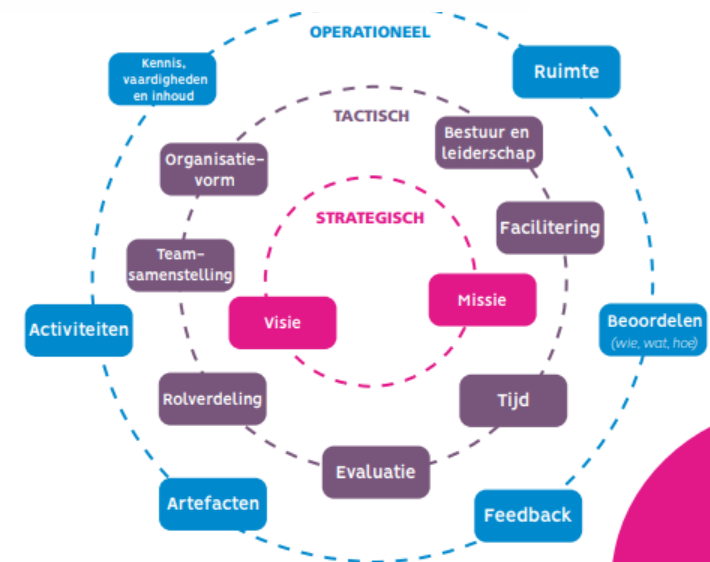 OPERATIONEEL
Kennis,
vaardigheden
en inhoud
Ruimte
TACTISCH
Bestuur en
leiderschap
Organisatie-
vorm
STRATEGISCH
Facilitering
Team-
samenstelling
Missie
Visie
Activiteiten
Beoordelen
(wie, wat, hoe)
Rolverdeling
Tijd
Evaluatie
Artefacten
Feedback